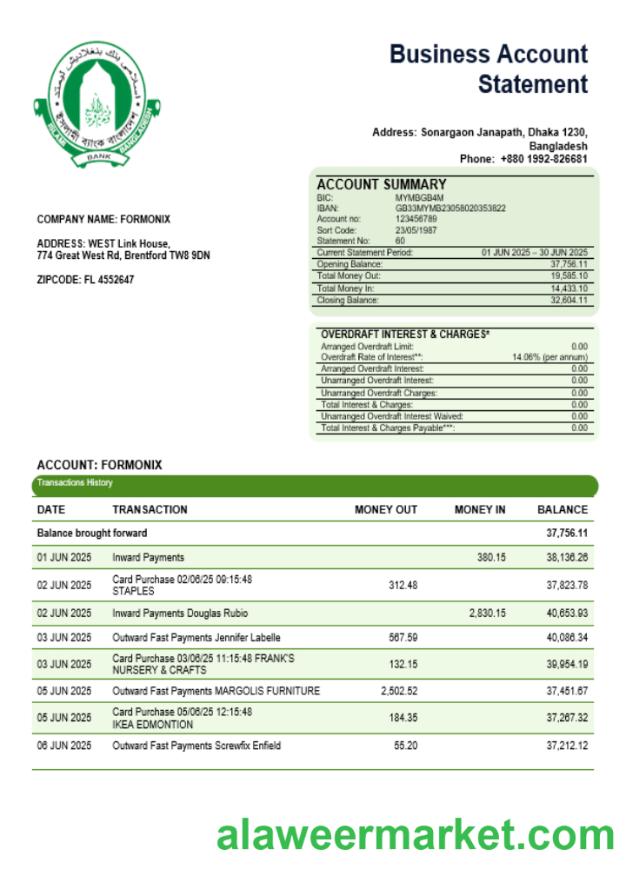 اسلامى بنك بنغلاديش ليميتد
ইসলামী ব্যাংক বাংলাদেশ
ISLAMI BANK BANGLADESH
Business Account
Statement
Address: Sonargaon Janapath, Dhaka 1230,
Bangladesh
Phone: +880 1992-826681
COMPANY NAME: FORMONIX
ADDRESS: WEST Link House,
774 Great West Rd, Brentford TW8 9DN
ZIPCODE: FL 4552647
ACCOUNT SUMMARY
BIC: MYMBGB4M
IBAN: GB33MYMB23058020353822
Account no: 123456789
Sort Code: 23/05/1987
Statement No: 60
Current Statement Period: 01 JUN 2025 – 30 JUN 2025
Opening Balance: 37,756.11
Total Money Out: 19,585.10
Total Money In: 14,433.10
Closing Balance: 32,604.11
OVERDRAFT INTEREST & CHARGES*
Arranged Overdraft Limit: 0.00
Overdraft Rate of Interest**: 14.06% (per annum)
Arranged Overdraft Interest: 0.00
Unarranged Overdraft Interest: 0.00
Unarranged Overdraft Charges: 0.00
Total Interest & Charges: 0.00
Unarranged Overdraft Interest Waived: 0.00
Total Interest & Charges Payable***: 0.00
ACCOUNT: FORMONIX
Transactions History
DATE TRANSACTION MONEY OUT MONEY IN BALANCE
Balance brought forward 37,756.11
01 JUN 2025 Inward Payments 380.15 38,136.26
02 JUN 2025 Card Purchase 02/06/25 09:15:48 312.48 37,823.78
STAPLES
02 JUN 2025 Inward Payments Douglas Rubio 2,830.15 40,653.93
03 JUN 2025 Outward Fast Payments Jennifer Labelle 567.59 40,086.34
03 JUN 2025 Card Purchase 03/06/25 11:15:48 FRANK'S 132.15 39,954.19
NURSERY & CRAFTS
05 JUN 2025 Outward Fast Payments MARGOLIS FURNITURE 2,502.52 37,451.67
05 JUN 2025 Card Purchase 05/06/25 12:15:48 184.35 37,267.32
IKEA EDMONTION
06 JUN 2025 Outward Fast Payments Screwfix Enfield 55.20 37,212.12
alaweermarket.com